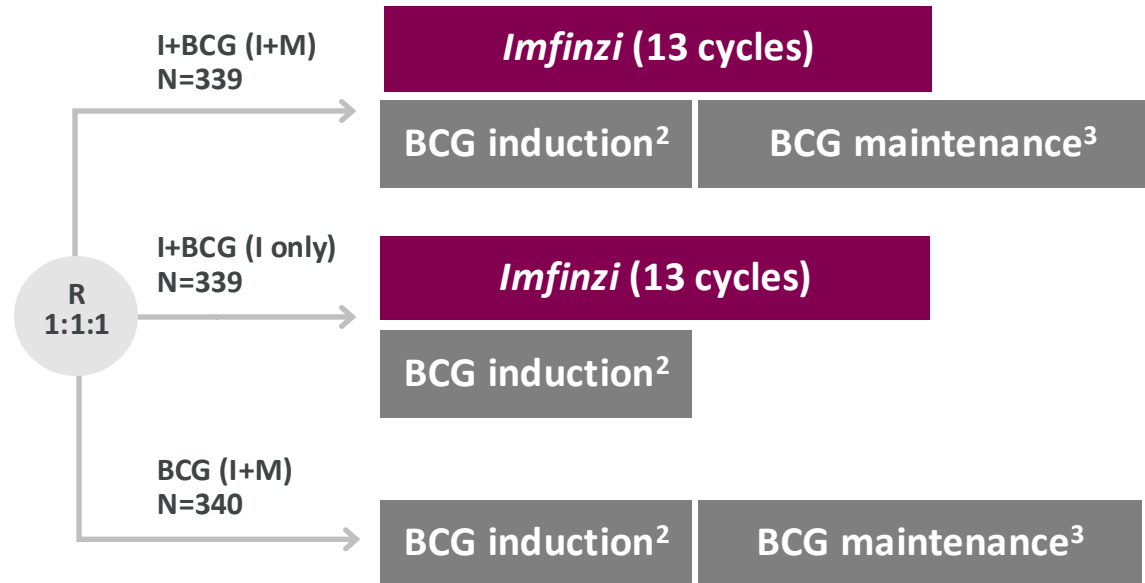 I+BCG (I+M)
N=339
Imfinzi (13 cycles)
BCG induction²
BCG maintenance³
I+BCG (I only)
N=339
Imfinzi (13 cycles)
BCG induction²
R
1:1:1
BCG (I+M)
N=340
BCG induction²
BCG maintenance³